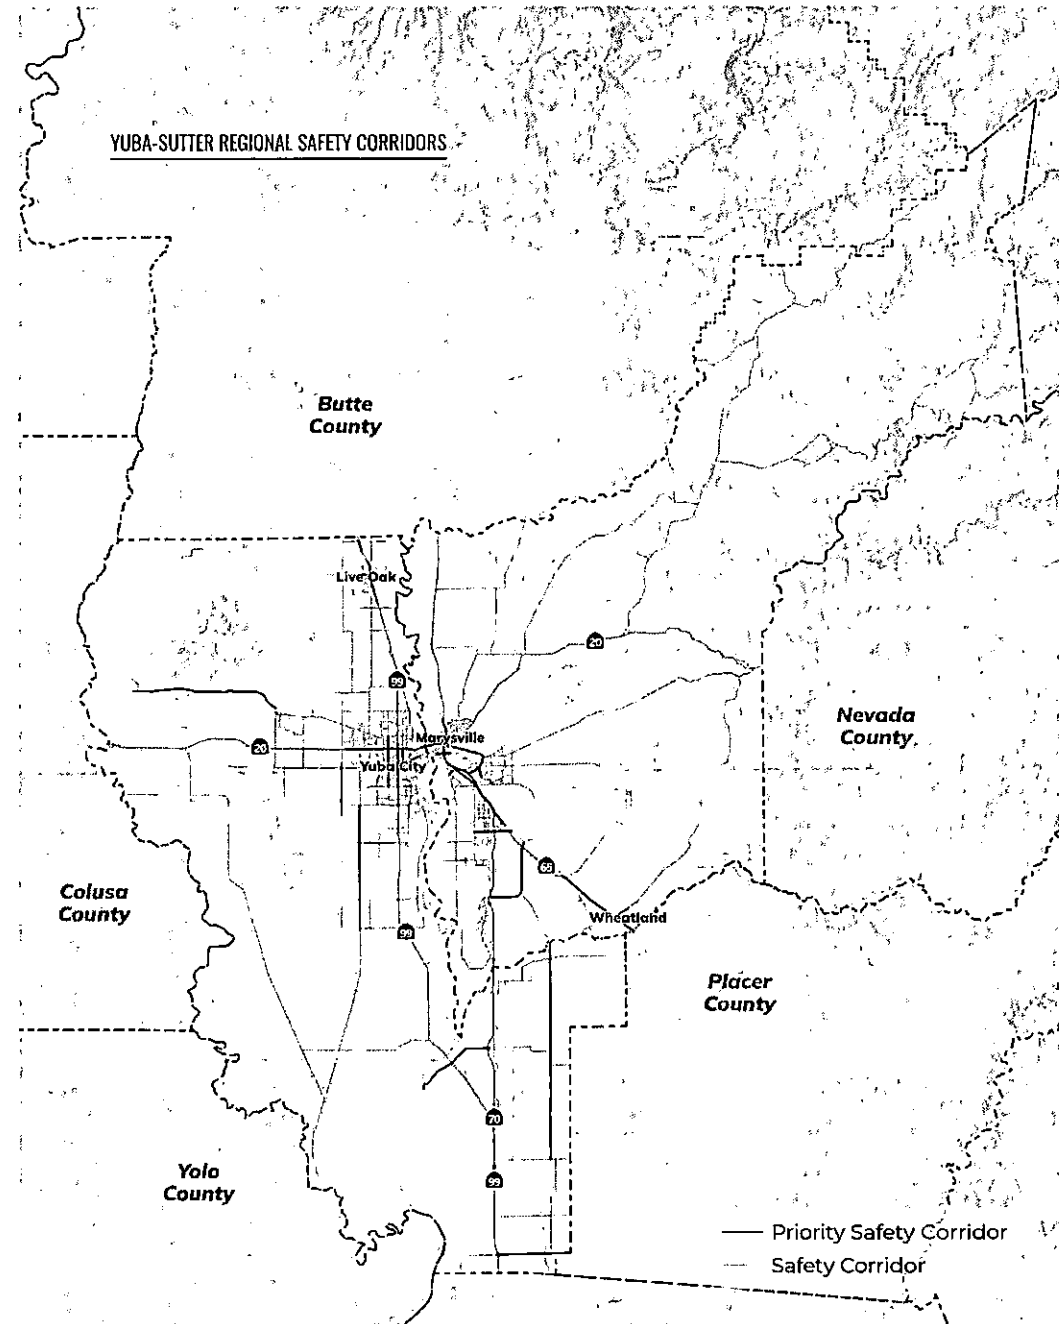 YUBA-SUTTER REGIONAL SAFETY CORRIDORS
Butte
County
Live Oak
20
99
Nevada
County
Marysville
20
Yuba City
65
Colusa
County
Wheatland
99
Placer
County
70
Yolo
County
99
Priority Safety Corridor
Safety Corridor